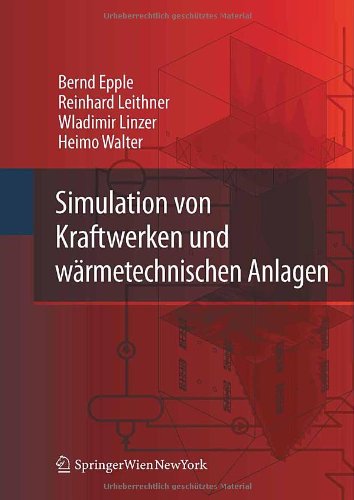 Urheberrechtlich geschütztes Material
Bernd Epple
Reinhard Leithner
Wladimir Linzer
Heimo Walter
Simulation von
Kraftwerken und
wärmetechnischen Anlagen
SpringerWienNewYork
Urheberrechtlich geschütztes Material